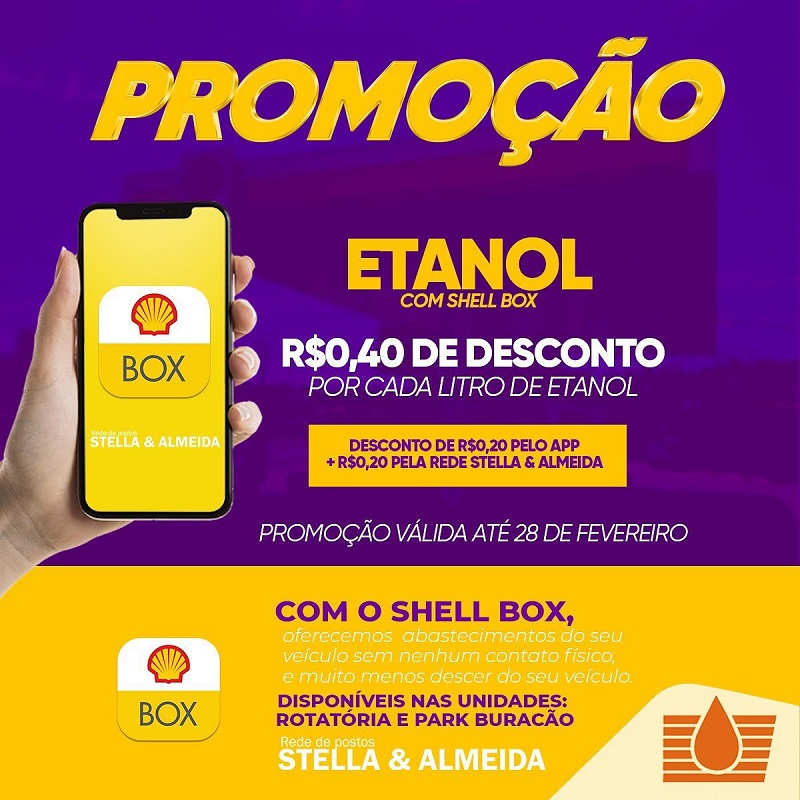 PROMOÇÃO
ETANOL
COM SHELL BOX
R$0,40 DE DESCONTO
POR CADA LITRO DE ETANOL
DESCONTO DE R$0,20 PELO APP
+ R$0,20 PELA REDE STELLA & ALMEIDA
PROMOÇÃO VÁLIDA ATÉ 28 DE FEVEREIRO
BOX
Rede de postos
STELLA & ALMEIDA
COM O SHELL BOX,
oferecemos abastecimentos do seu
veículo sem nenhum contato físico,
e muito menos descer do seu veículo.
DISPONÍVEIS NAS UNIDADES:
ROTATÓRIA E PARK BURACÃO
Rede de postos
STELLA & ALMEIDA
BOX